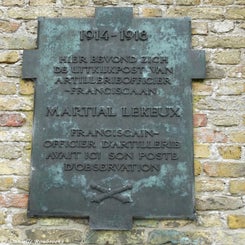 1914-1918
HIER BEVOND ZICH
DE UITKIJKPOST VAN
ARTILLERIEOFFICIER
-FRANCISCAAN
MARTIAL LEKEUX
FRANCISCAIN-
OFFICIER D'ARTILLERIE
AVAIT ICI SON POSTE
D'OBSERVATION